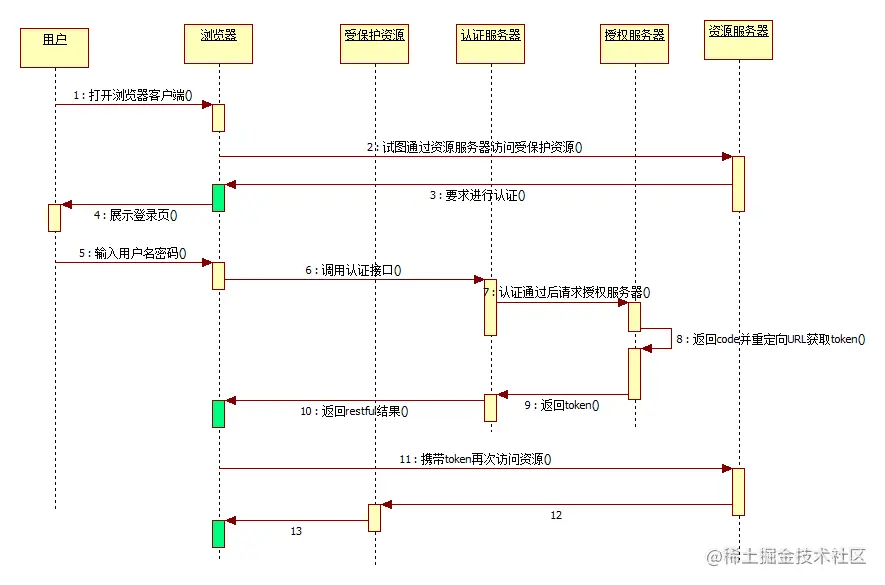 用户
浏览器
受保护资源
认证服务器
授权服务器
资源服务器
1 : 打开浏览器客户端()
2 : 试图通过资源服务器访问受保护资源()
3 : 要求进行认证()
4 : 展示登录页()
5 : 输入用户名密码()
6 : 调用认证接口()
7 : 认证通过后请求授权服务器()
8 : 返回code并重定向URL获取token()
9 : 返回token()
10 : 返回restful结果()
11 : 携带token再次访问资源()
12
13
@稀土掘金技术社区